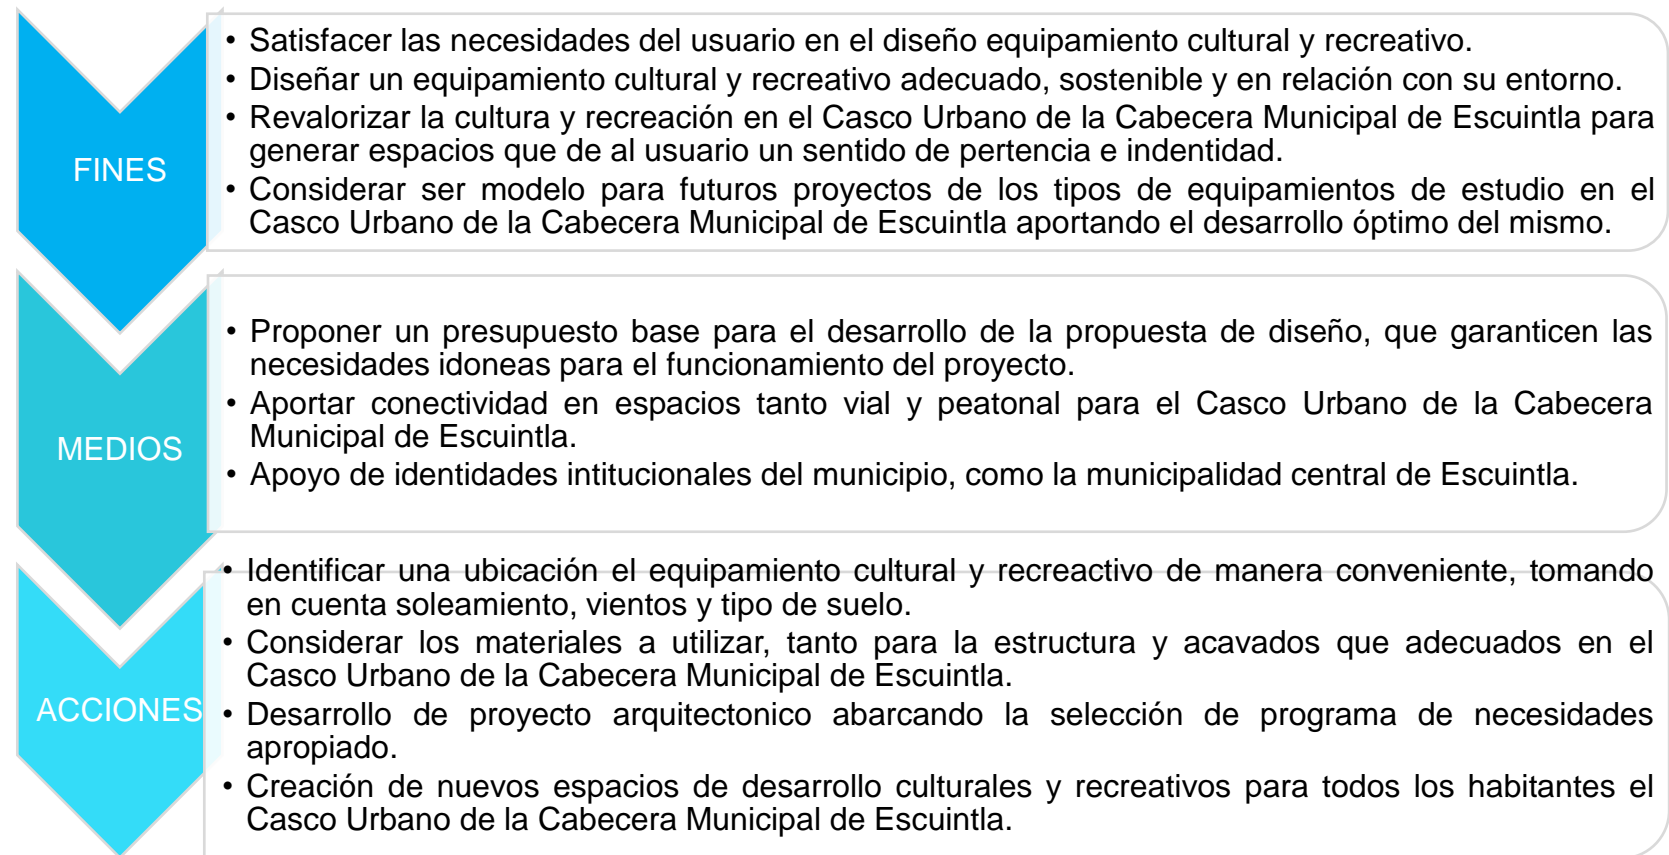 FINES
• Satisfacer las necesidades del usuario en el diseño equipamiento cultural y recreativo.
• Diseñar un equipamiento cultural y recreativo adecuado, sostenible y en relación con su entorno.
• Revalorizar la cultura y recreación en el Casco Urbano de la Cabecera Municipal de Escuintla para
generar espacios que de al usuario un sentido de pertencia e indentidad.
• Considerar ser modelo para futuros proyectos de los tipos de equipamientos de estudio en el
Casco Urbano de la Cabecera Municipal de Escuintla aportando el desarrollo óptimo del mismo.
MEDIOS
• Proponer un presupuesto base para el desarrollo de la propuesta de diseño, que garanticen las
necesidades idoneas para el funcionamiento del proyecto.
• Aportar conectividad en espacios tanto vial y peatonal para el Casco Urbano de la Cabecera
Municipal de Escuintla.
• Apoyo de identidades intitucionales del municipio, como la municipalidad central de Escuintla.
ACCIONES
• Identificar una ubicación el equipamiento cultural y recreactivo de manera conveniente, tomando
en cuenta soleamiento, vientos y tipo de suelo.
• Considerar los materiales a utilizar, tanto para la estructura y acavados que adecuados en el
Casco Urbano de la Cabecera Municipal de Escuintla.
• Desarrollo de proyecto arquitectonico abarcando la selección de programa de necesidades
apropiado.
• Creación de nuevos espacios de desarrollo culturales y recreativos para todos los habitantes el
Casco Urbano de la Cabecera Municipal de Escuintla.